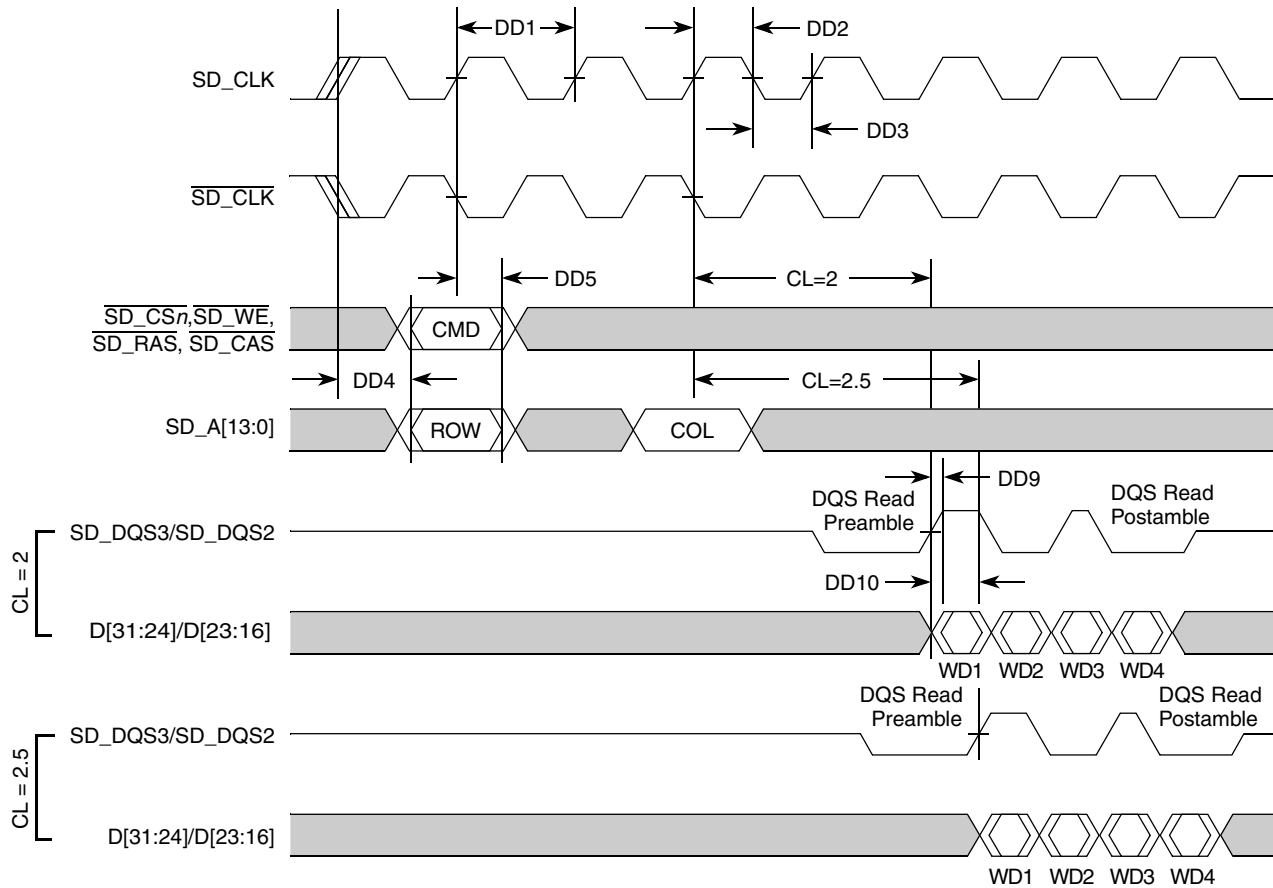 DD1
DD2
SD_CLK
DD3
SD_CLK
DD5
CL=2
SD_CSn,SD_WE,
SD_RAS, SD_CAS
CMD
DD4
CL=2.5
SD_A[13:0]
ROW
COL
DD9
DQS Read
Preamble
DQS Read
Postamble
SD_DQS3/SD_DQS2
CL = 2
DD10
D[31:24]/D[23:16]
WD1
WD2
WD3
WD4
DQS Read
Preamble
DQS Read
Postamble
SD_DQS3/SD_DQS2
CL = 2.5
D[31:24]/D[23:16]
WD1
WD2
WD3
WD4